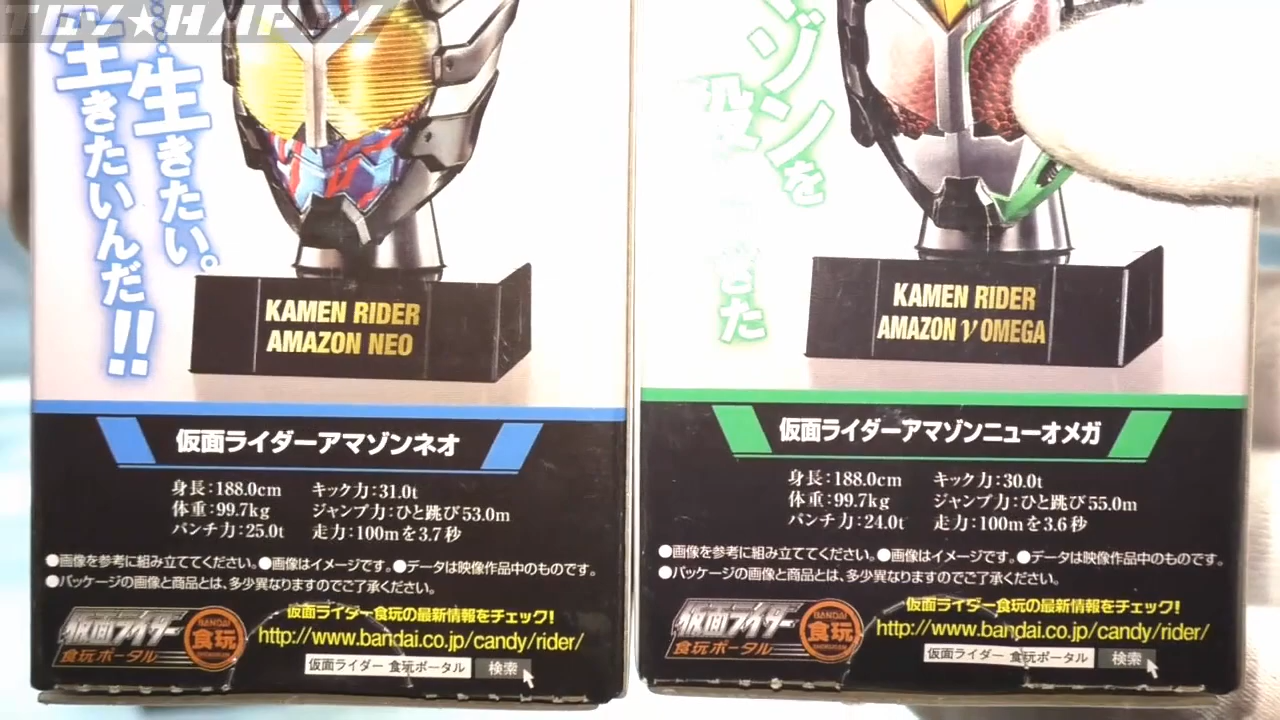 TOY★HAPPY
生きたい。
生きたいんだ!!
KAMEN RIDER
AMAZON NEO
仮面ライダーアマゾンネオ
身長:188.0cm キック力:31.0t
体重:99.7kg ジャンプ力:ひと跳び53.0m
パンチ力:25.0t 走力:100mを3.7秒
●画像を参考に組み立ててください。●画像はイメージです。●データは映像作品中のものです。
●パッケージの画像と商品とは、多少異なりますのでご了承ください。
仮面ライダー
食玩ポータル
BANDAI
食玩
仮面ライダー食玩の最新情報をチェック!
http://www.bandai.co.jp/candy/rider/
仮面ライダー 食玩ポータル 検索
ゾンを
KAMEN RIDER
AMAZON ν OMEGA
仮面ライダーアマゾンニューオメガ
身長:188.0cm キック力:30.0t
体重:99.7kg ジャンプ力:ひと跳び55.0m
パンチ力:24.0t 走力:100mを3.6秒
●画像を参考に組み立ててください。●画像はイメージです。●データは映像作品中のものです。
●パッケージの画像と商品とは、多少異なりますのでご了承ください。
仮面ライダー
食玩ポータル
BANDAI
食玩
仮面ライダー食玩の最新情報をチェック!
http://www.bandai.co.jp/candy/rider/
仮面ライダー 食玩ポータル 検索